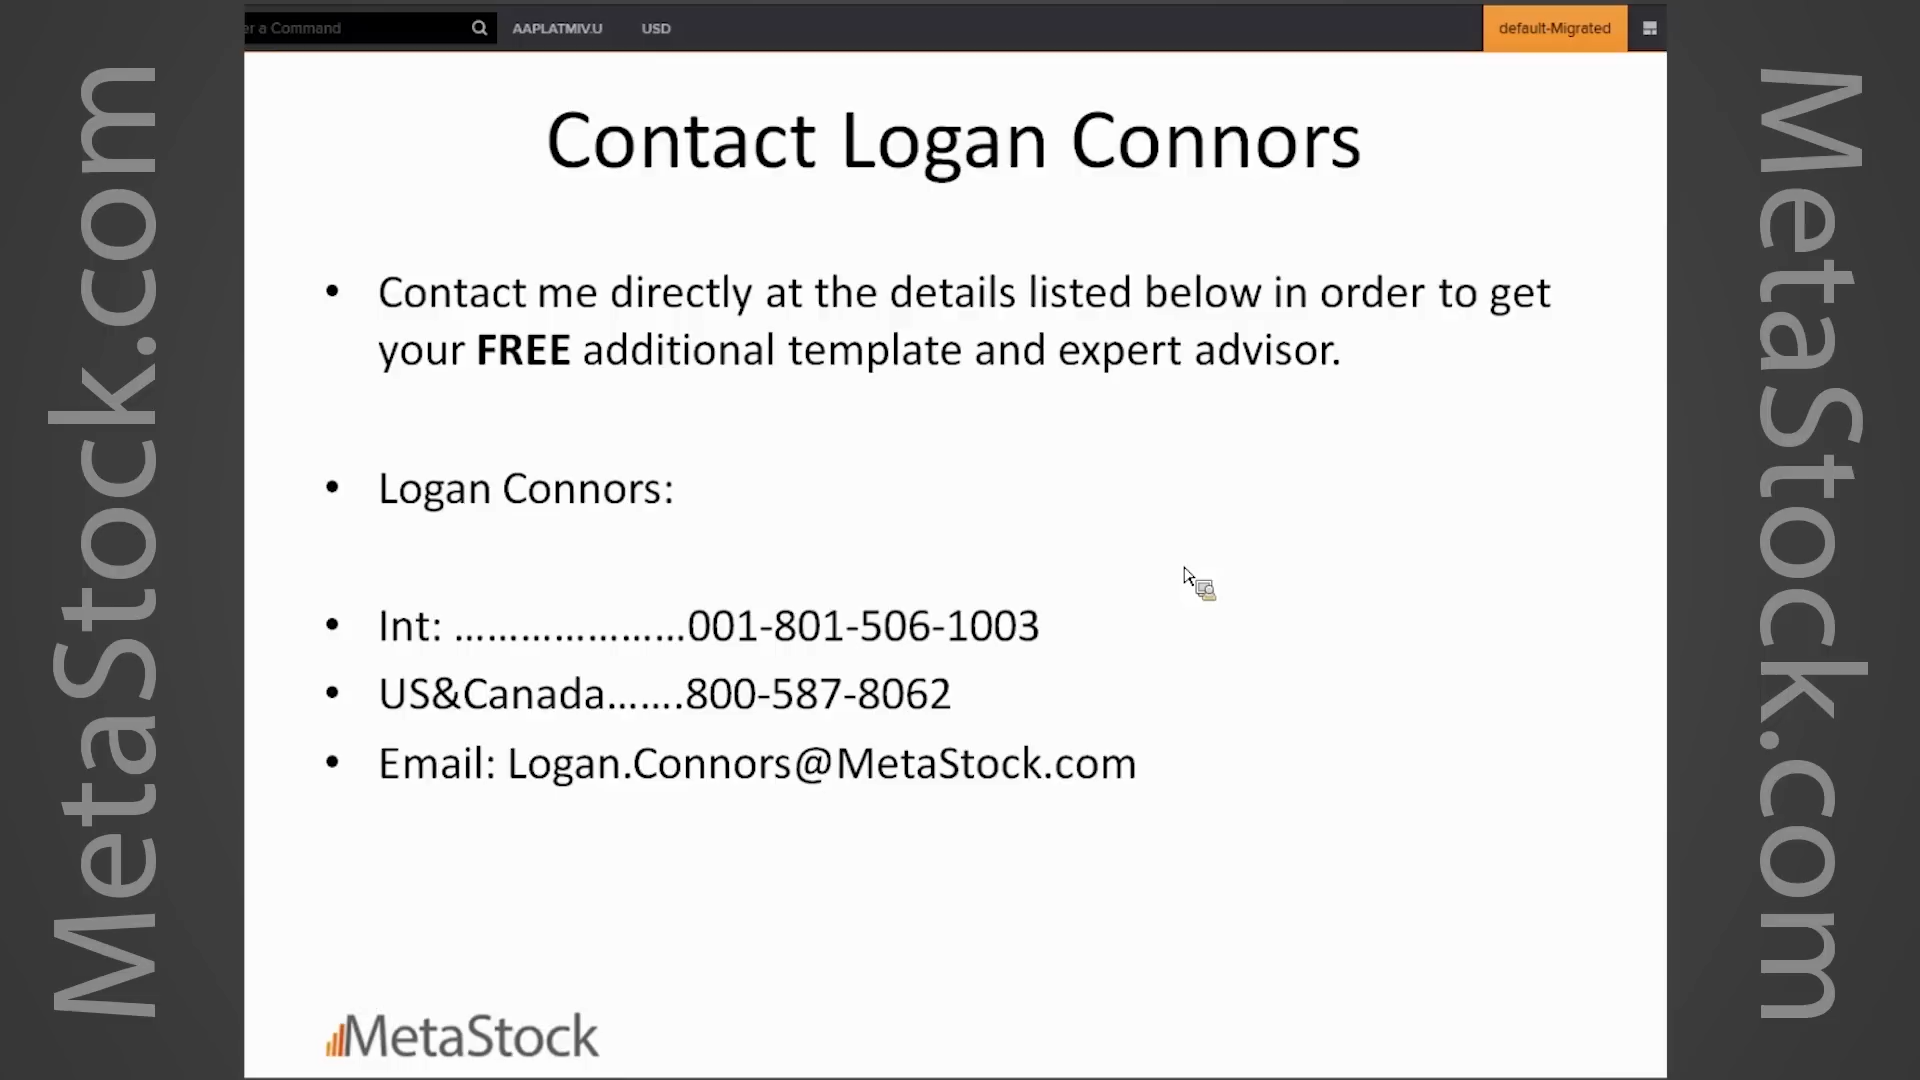 er a Command
AAPLATMIV.U
USD
default-Migrated
MetaStock.com
Contact Logan Connors
• Contact me directly at the details listed below in order to get
your FREE additional template and expert advisor.
• Logan Connors:
• Int: .....................001-801-506-1003
• US&Canada.......800-587-8062
• Email: Logan.Connors@MetaStock.com
MetaStock
MetaStock.com